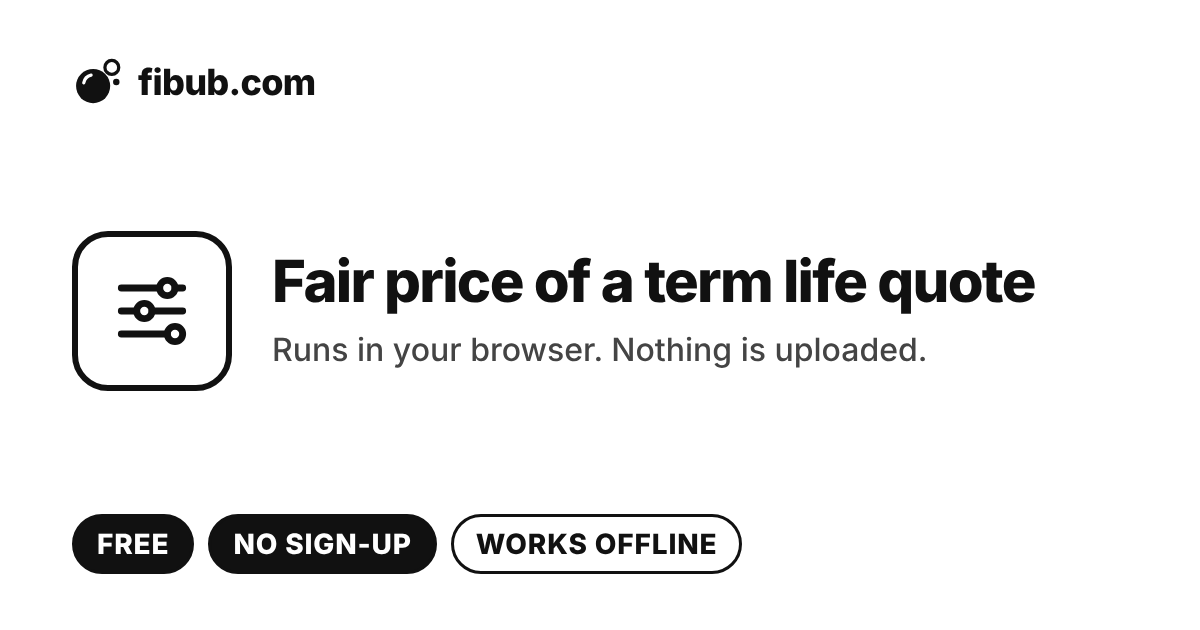 fibub.com
Fair price of a term life quote
Runs in your browser. Nothing is uploaded.
FREE
NO SIGN-UP
WORKS OFFLINE